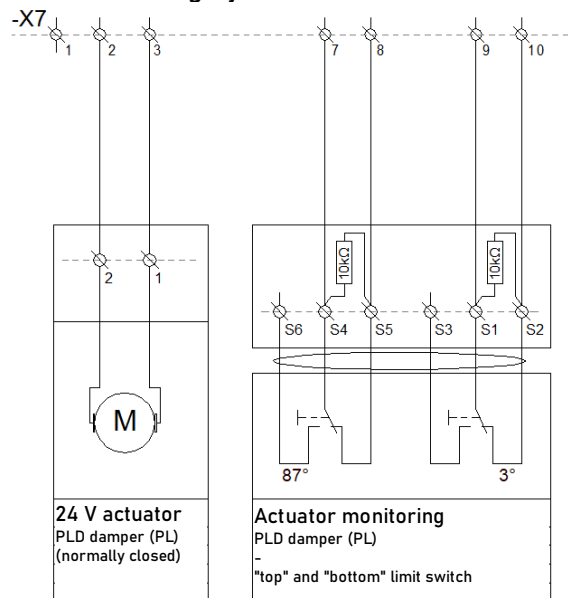 -X7
1 2 3 7 8 9 10
10kΩ 10kΩ
2 1
S6 S4 S5 S3 S1 S2
M
87° 3°
24 V actuator
PLD damper (PL)
(normally closed)
Actuator monitoring
PLD damper (PL)
-
"top" and "bottom" limit switch